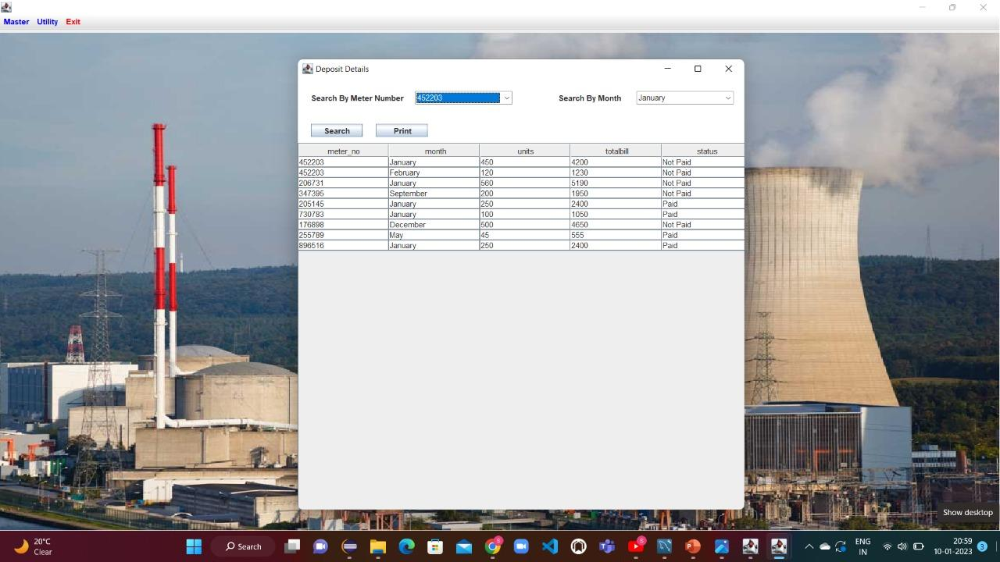 Master Utility Exit
Deposit Details
Search By Meter Number 452203 Search By Month January
Search Print
meter_no month units totalbill status
452203 January 450 4200 Not Paid
452203 February 120 1230 Not Paid
206731 January 560 5190 Not Paid
347395 September 200 1950 Not Paid
205145 January 250 2400 Paid
730783 January 100 1050 Paid
176898 December 500 4650 Not Paid
255789 May 45 555 Paid
896516 January 250 2400 Paid
Show desktop
20°C
Clear
Search
S
S
P
ENG
IN
20:59
10-01-2023
3